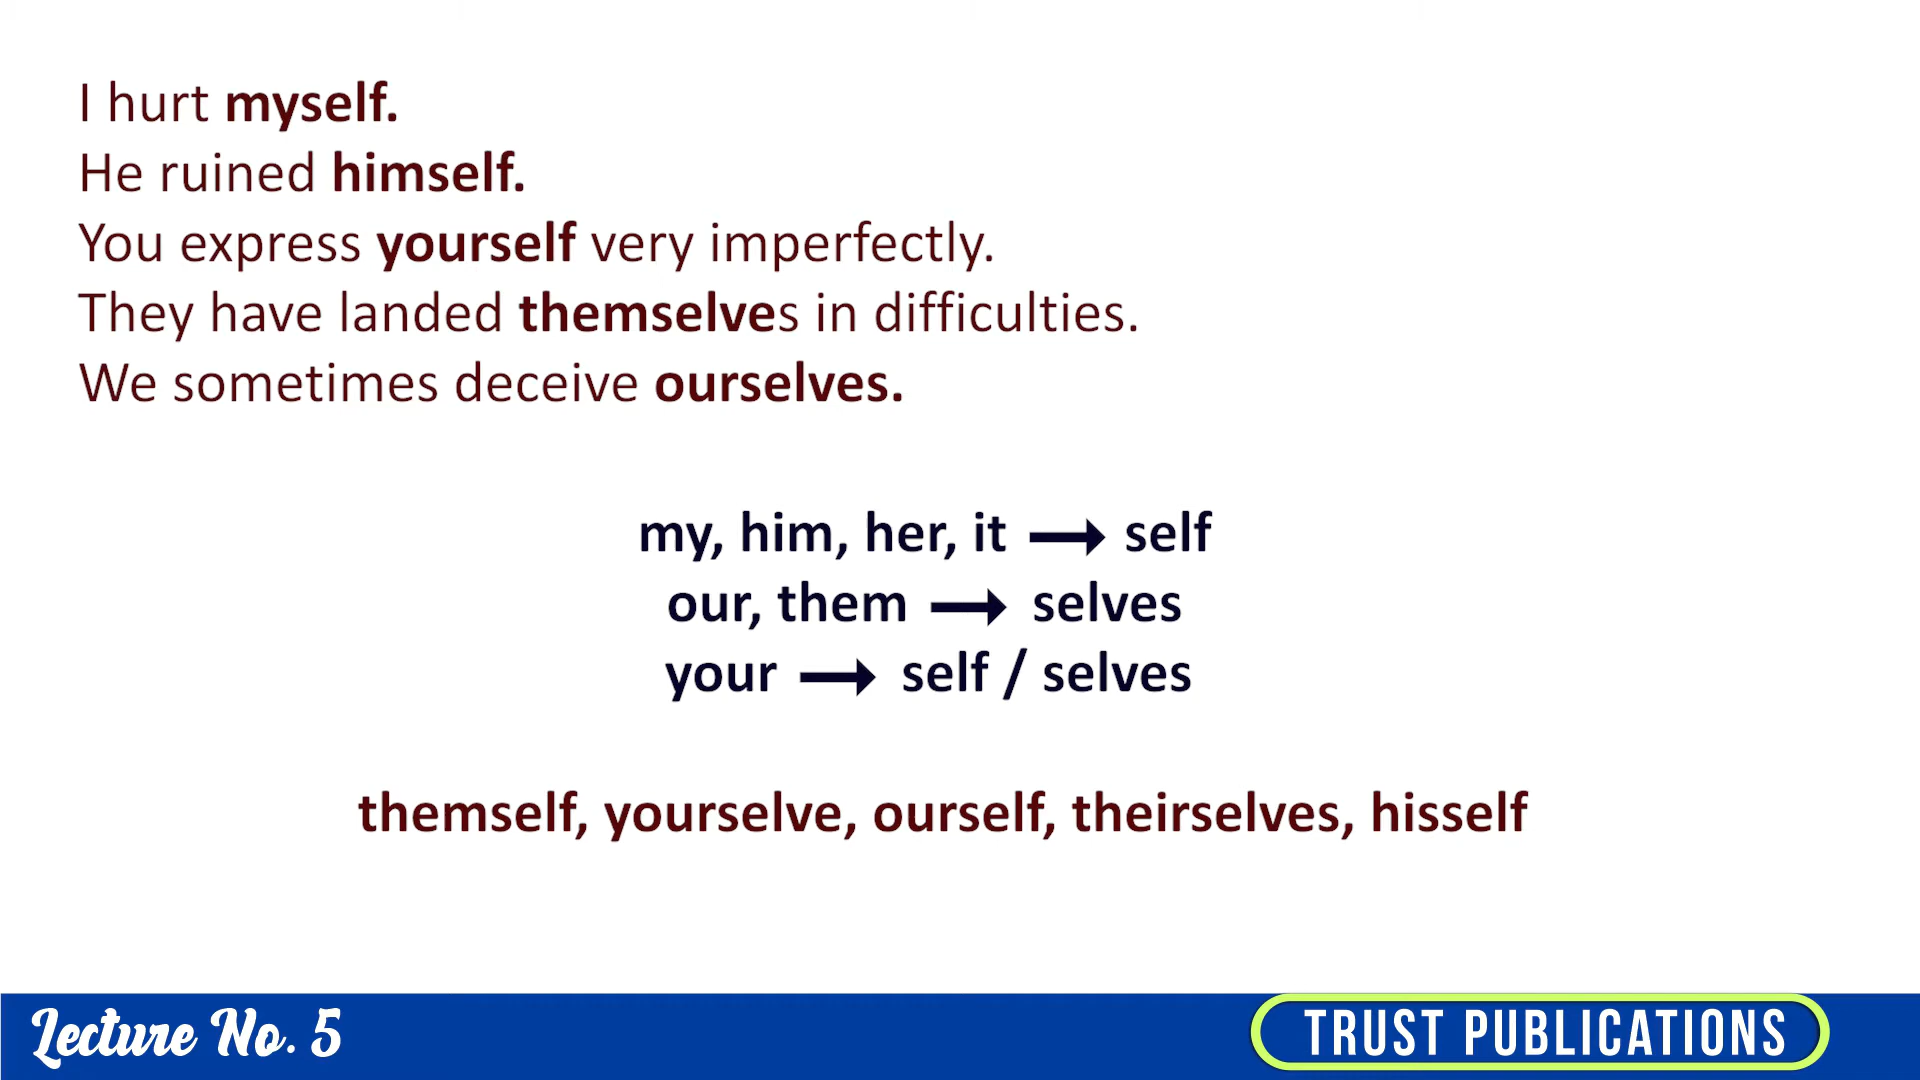 I hurt myself.
He ruined himself.
You express yourself very imperfectly.
They have landed themselves in difficulties.
We sometimes deceive ourselves.
my, him, her, it → self
our, them → selves
your → self / selves
themself, yourselve, ourself, theirselves, hisself
Lecture No. 5
TRUST PUBLICATIONS